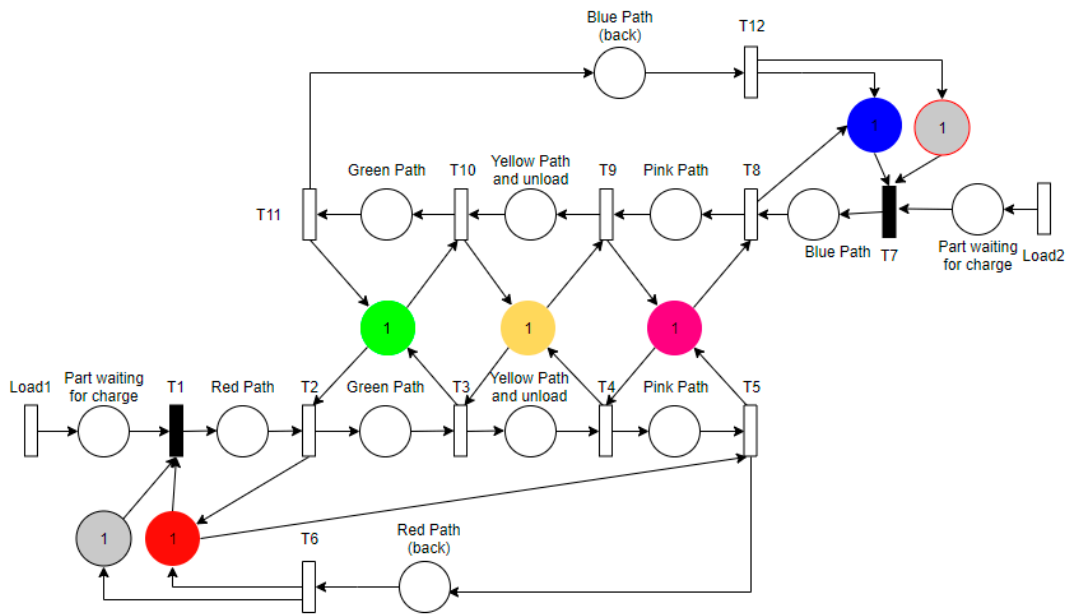 Blue Path
(back)
T12
1
1
Green Path
T10
Yellow Path
and unload
T9
Pink Path
T8
T11
Blue Path
T7
Part waiting
for charge
Load2
1
1
1
Load1
Part waiting
for charge
T1
Red Path
T2
Green Path
T3
Yellow Path
and unload
T4
Pink Path
T5
1
1
T6
Red Path
(back)